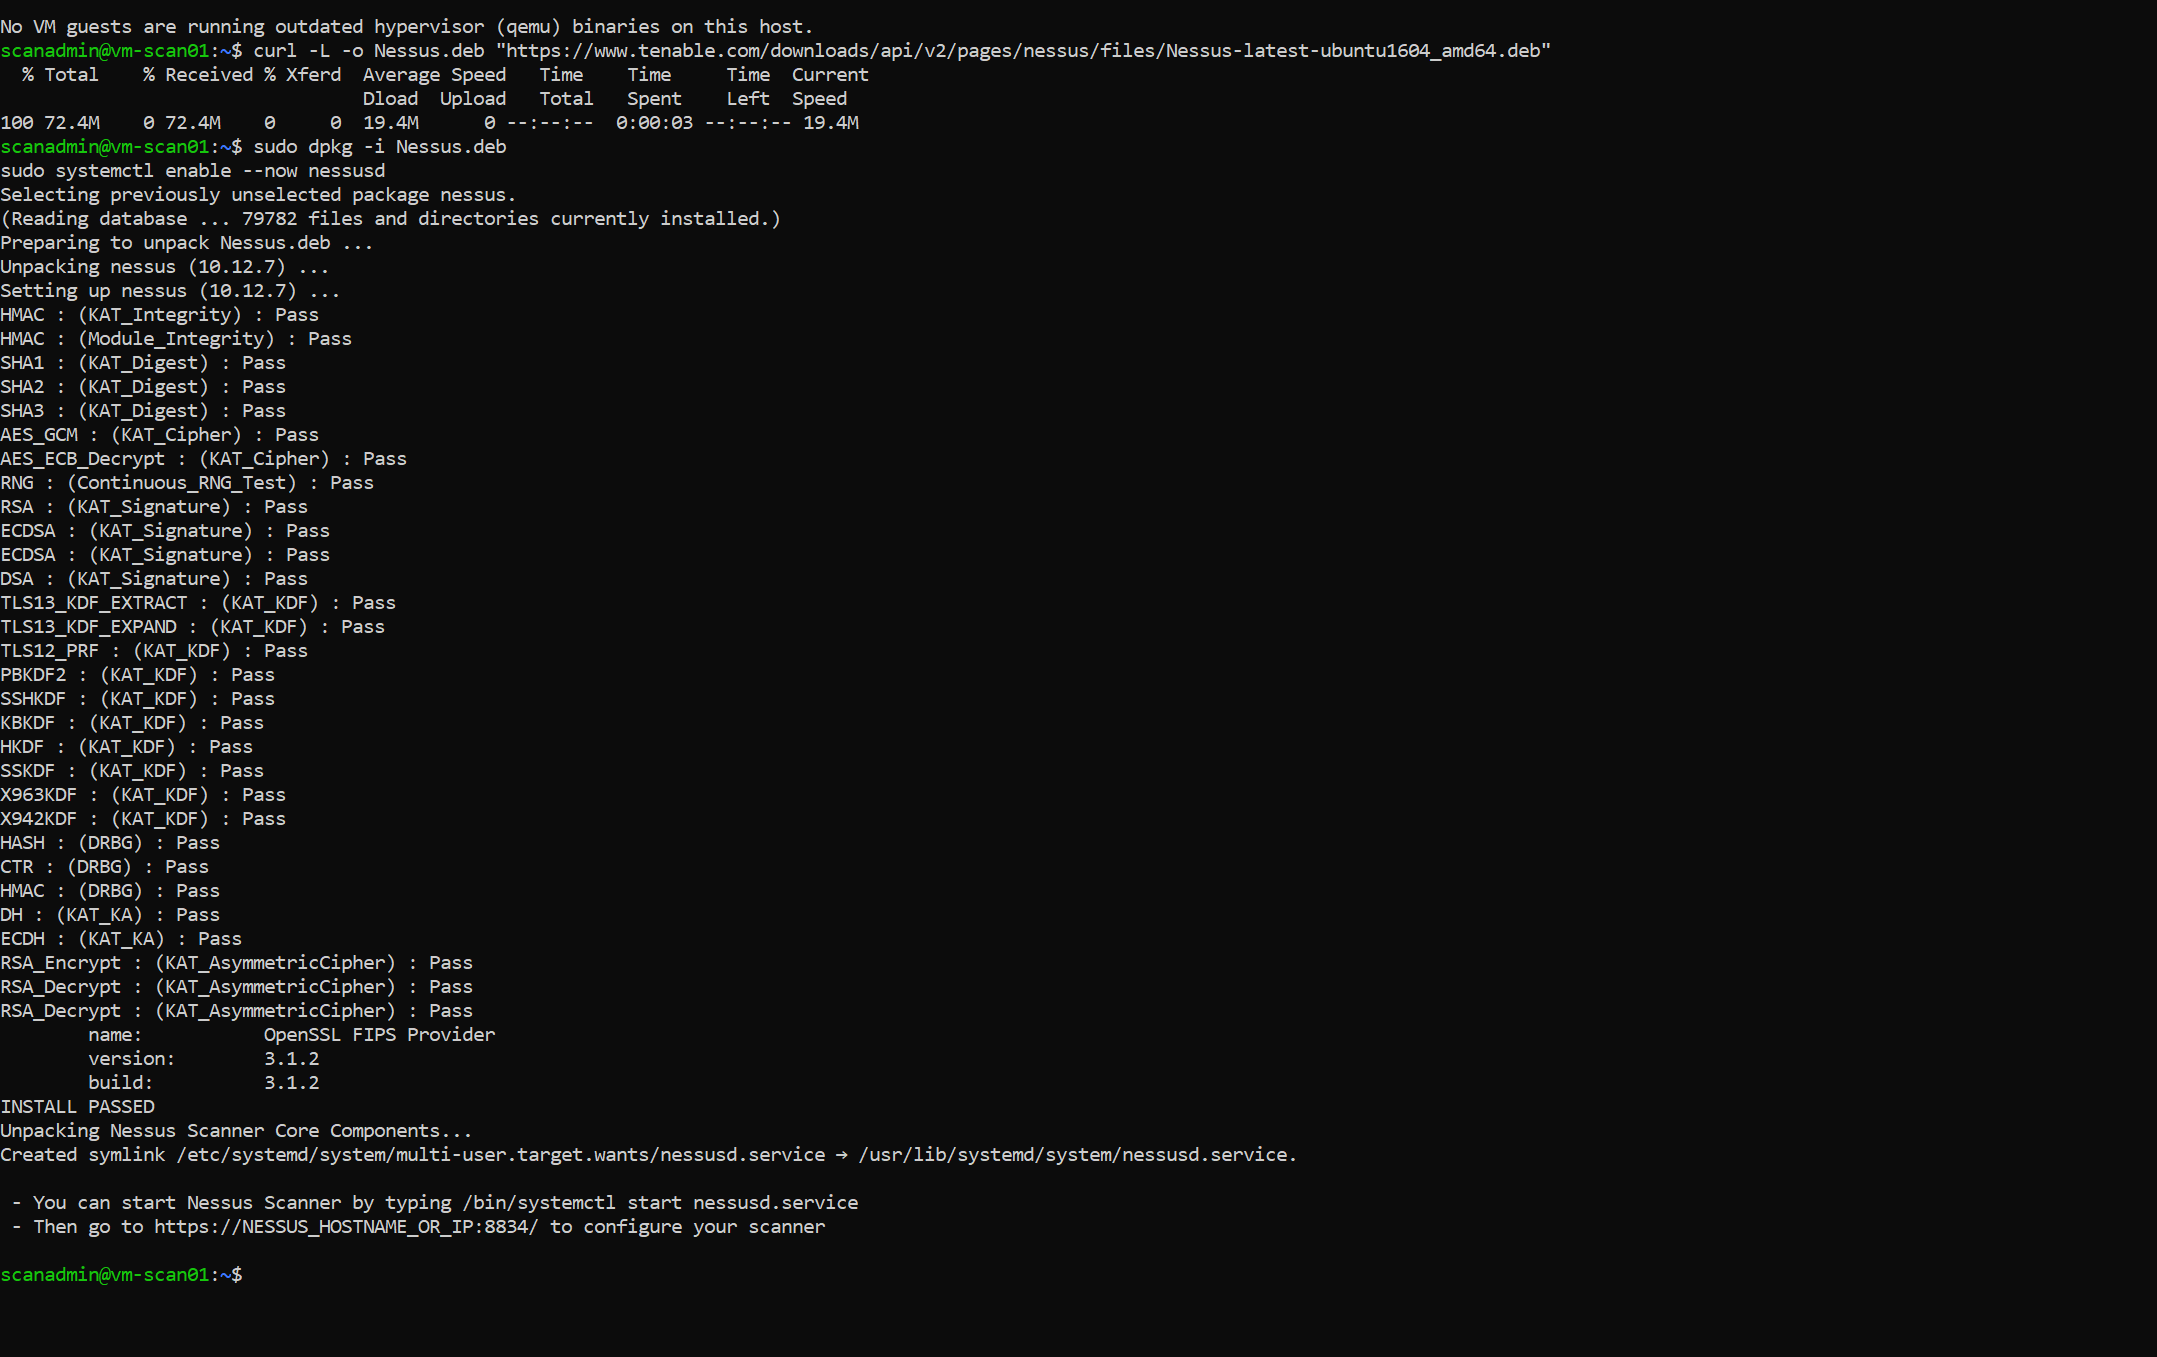 No VM guests are running outdated hypervisor (qemu) binaries on this host.
scanadmin@vm-scan01:~$ curl -L -o Nessus.deb "https://www.tenable.com/downloads/api/v2/pages/nessus/files/Nessus-latest-ubuntu1604_amd64.deb"
  % Total    % Received % Xferd  Average Speed   Time    Time     Time  Current
                                 Dload  Upload   Total   Spent    Left  Speed
100 72.4M    0 72.4M    0     0  19.4M      0 --:--:--  0:00:03 --:--:-- 19.4M
scanadmin@vm-scan01:~$ sudo dpkg -i Nessus.deb
sudo systemctl enable --now nessusd
Selecting previously unselected package nessus.
(Reading database ... 79782 files and directories currently installed.)
Preparing to unpack Nessus.deb ...
Unpacking nessus (10.12.7) ...
Setting up nessus (10.12.7) ...
HMAC : (KAT_Integrity) : Pass
HMAC : (Module_Integrity) : Pass
SHA1 : (KAT_Digest) : Pass
SHA2 : (KAT_Digest) : Pass
SHA3 : (KAT_Digest) : Pass
AES_GCM : (KAT_Cipher) : Pass
AES_ECB_Decrypt : (KAT_Cipher) : Pass
RNG : (Continuous_RNG_Test) : Pass
RSA : (KAT_Signature) : Pass
ECDSA : (KAT_Signature) : Pass
ECDSA : (KAT_Signature) : Pass
DSA : (KAT_Signature) : Pass
TLS13_KDF_EXTRACT : (KAT_KDF) : Pass
TLS13_KDF_EXPAND : (KAT_KDF) : Pass
TLS12_PRF : (KAT_KDF) : Pass
PBKDF2 : (KAT_KDF) : Pass
SSHKDF : (KAT_KDF) : Pass
KBKDF : (KAT_KDF) : Pass
HKDF : (KAT_KDF) : Pass
SSKDF : (KAT_KDF) : Pass
X963KDF : (KAT_KDF) : Pass
X942KDF : (KAT_KDF) : Pass
HASH : (DRBG) : Pass
CTR : (DRBG) : Pass
HMAC : (DRBG) : Pass
DH : (KAT_KA) : Pass
ECDH : (KAT_KA) : Pass
RSA_Encrypt : (KAT_AsymmetricCipher) : Pass
RSA_Decrypt : (KAT_AsymmetricCipher) : Pass
RSA_Decrypt : (KAT_AsymmetricCipher) : Pass
        name:           OpenSSL FIPS Provider
        version:        3.1.2
        build:          3.1.2
INSTALL PASSED
Unpacking Nessus Scanner Core Components...
Created symlink /etc/systemd/system/multi-user.target.wants/nessusd.service → /usr/lib/systemd/system/nessusd.service.
 - You can start Nessus Scanner by typing /bin/systemctl start nessusd.service
 - Then go to https://NESSUS_HOSTNAME_OR_IP:8834/ to configure your scanner
scanadmin@vm-scan01:~$